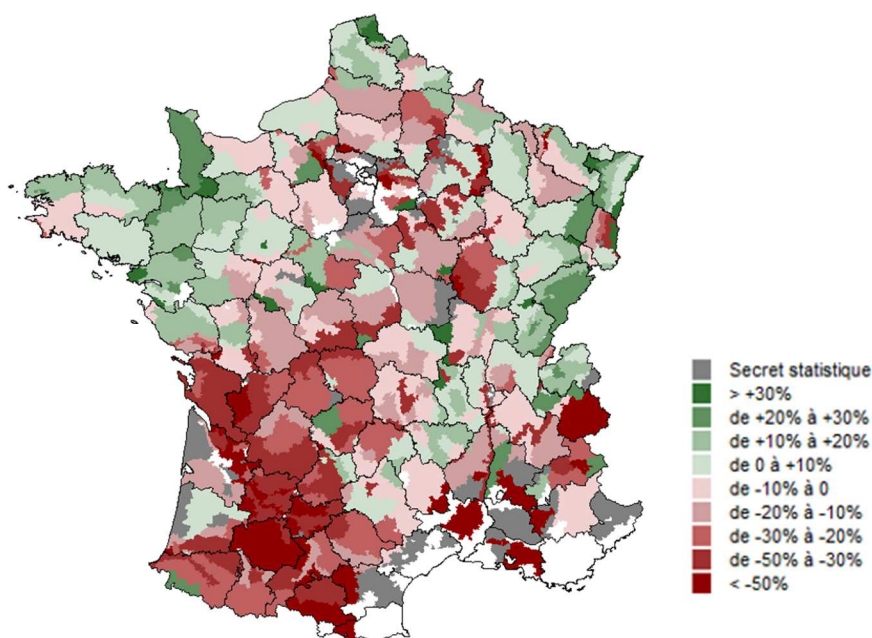 Secret statistique
> +30%
de +20% à +30%
de +10% à +20%
de 0 à +10%
de -10% à 0
de -20% à -10%
de -30% à -20%
de -50% à -30%
< -50%